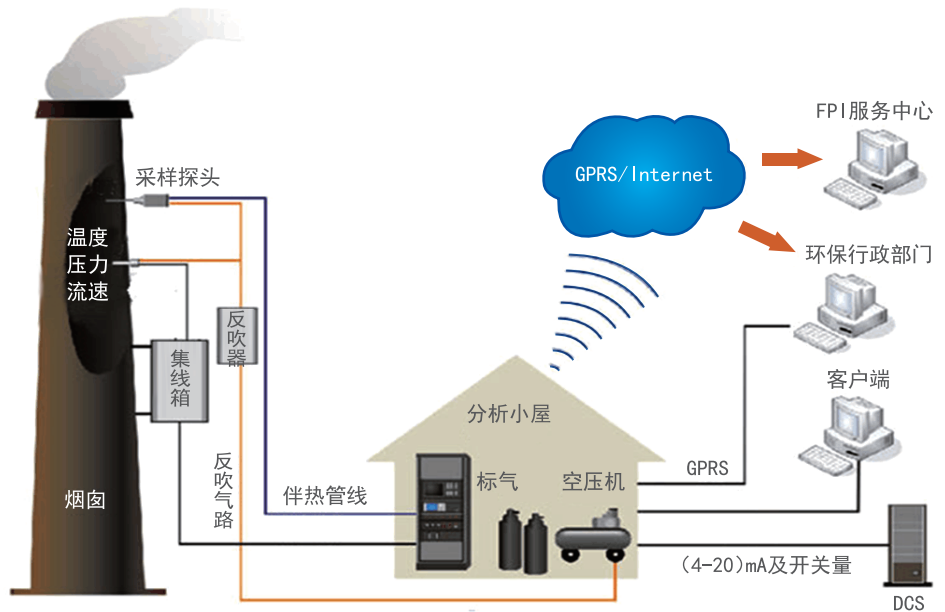 FPI服务中心
采样探头
GPRS/Internet
温度
压力
流速
环保行政部门
反吹器
集线箱
客户端
分析小屋
反吹气路
GPRS
标气
空压机
伴热管线
烟囱
(4-20)mA及开关量
DCS